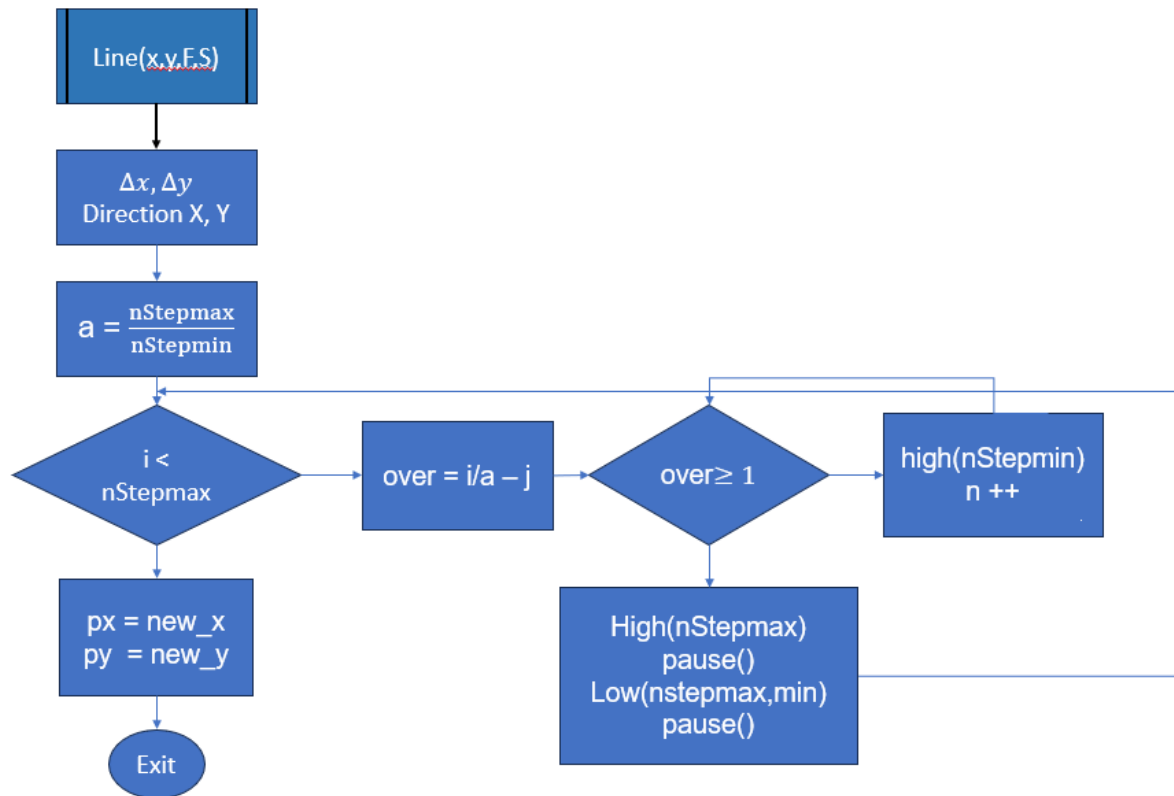 Line(x,y,F,S)
Δx, Δy
Direction X, Y
a = nStepmax
nStepmin
i <
nStepmax
over = i/a – j
over≥ 1
high(nStepmin)
n ++
px = new_x
py = new_y
High(nStepmax)
pause()
Low(nstepmax,min)
pause()
Exit